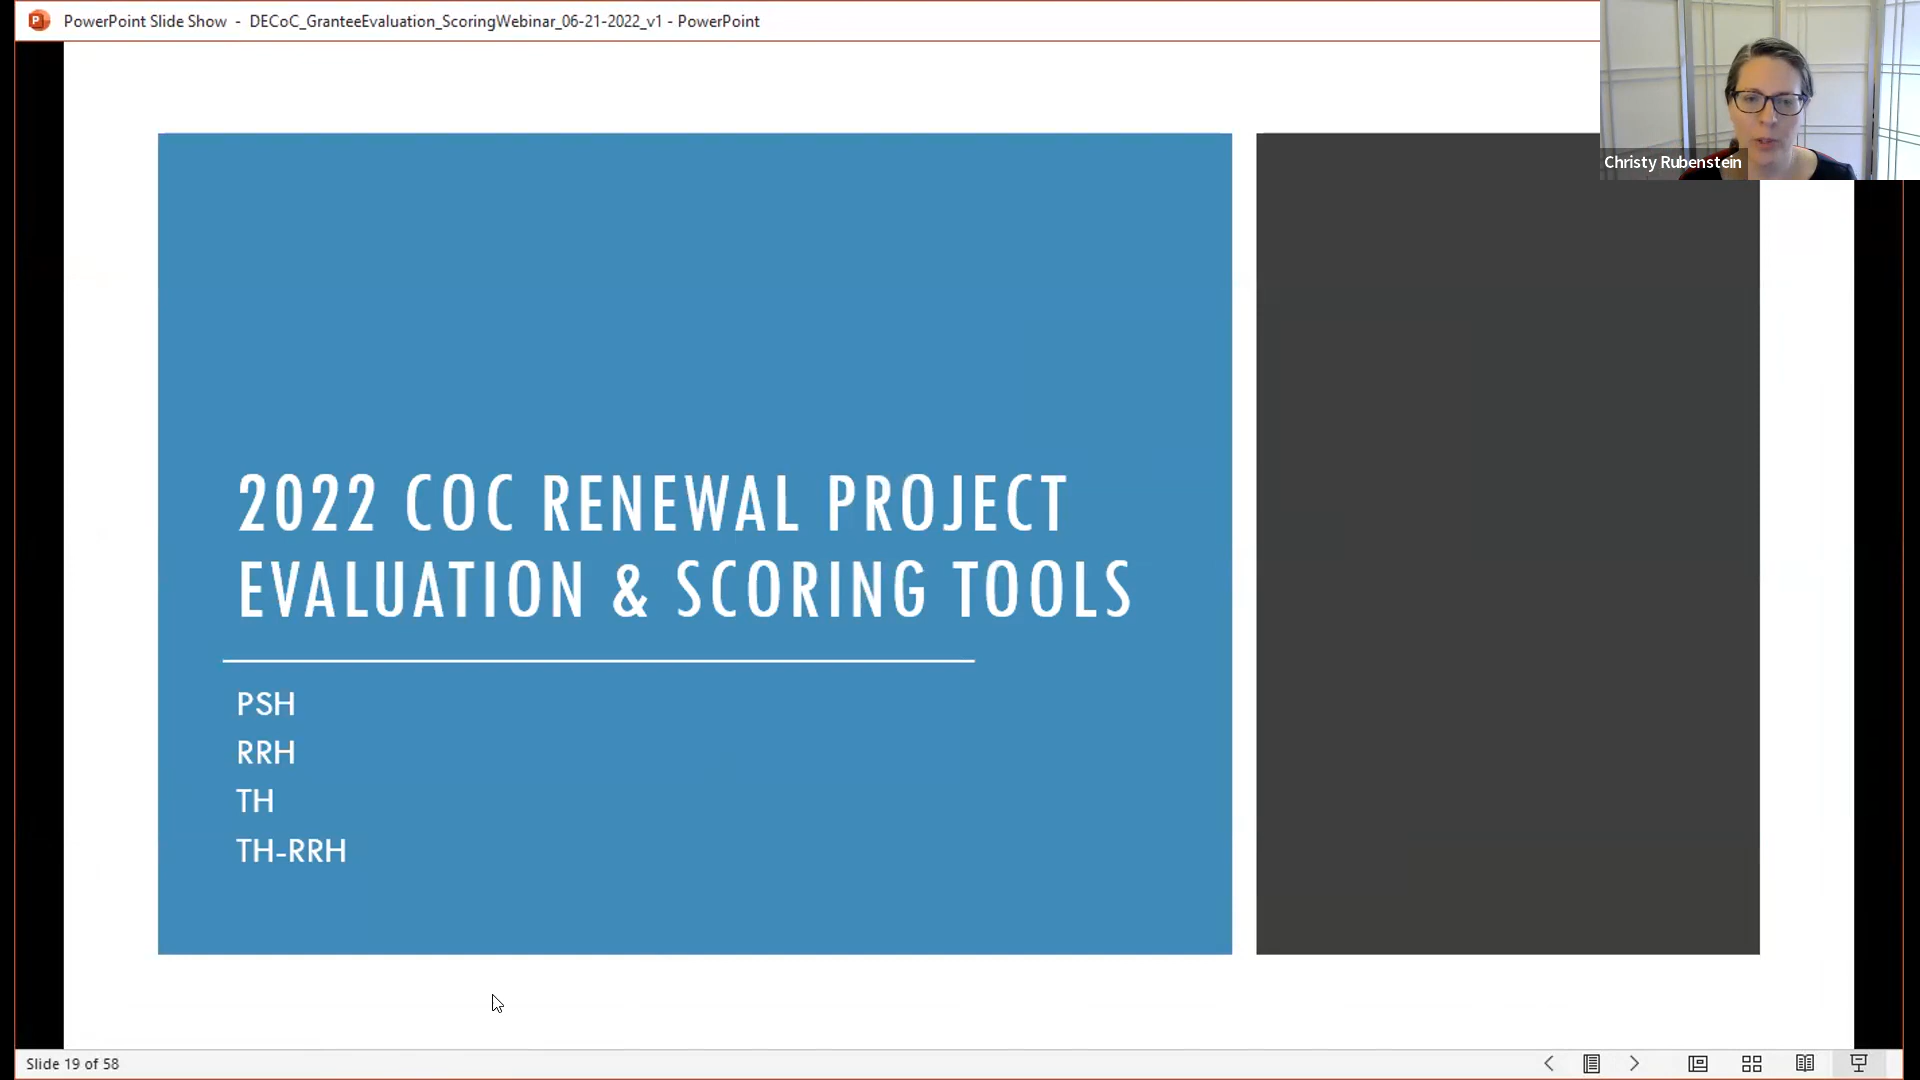 PowerPoint Slide Show - DECoC_GranteeEvaluation_ScoringWebinar_06-21-2022_v1 - PowerPoint
Christy Rubenstein
2022 COC RENEWAL PROJECT
EVALUATION & SCORING TOOLS
PSH
RRH
TH
TH-RRH
Slide 19 of 58